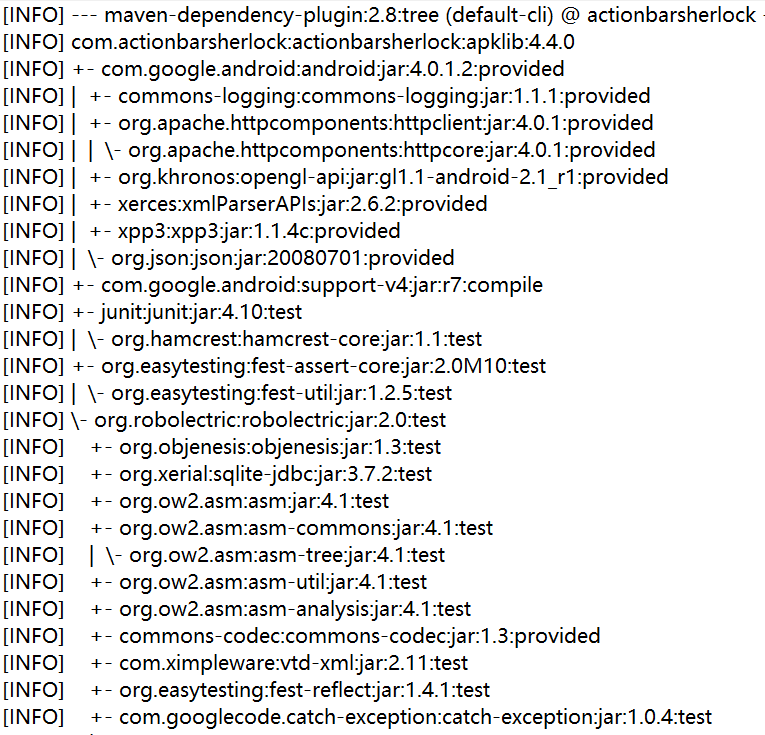 [INFO] --- maven-dependency-plugin:2.8:tree (default-cli) @ actionbarsherlock -
[INFO] com.actionbarsherlock:actionbarsherlock:apklib:4.4.0
[INFO] +- com.google.android:android:jar:4.0.1.2:provided
[INFO] |  +- commons-logging:commons-logging:jar:1.1.1:provided
[INFO] |  +- org.apache.httpcomponents:httpclient:jar:4.0.1:provided
[INFO] |  |  \- org.apache.httpcomponents:httpcore:jar:4.0.1:provided
[INFO] |  +- org.khronos:opengl-api:jar:gl1.1-android-2.1_r1:provided
[INFO] |  +- xerces:xmlParserAPIs:jar:2.6.2:provided
[INFO] |  +- xpp3:xpp3:jar:1.1.4c:provided
[INFO] |  \- org.json:json:jar:20080701:provided
[INFO] +- com.google.android:support-v4:jar:r7:compile
[INFO] +- junit:junit:jar:4.10:test
[INFO] |  \- org.hamcrest:hamcrest-core:jar:1.1:test
[INFO] +- org.easytesting:fest-assert-core:jar:2.0M10:test
[INFO] |  \- org.easytesting:fest-util:jar:1.2.5:test
[INFO] \- org.robolectric:robolectric:jar:2.0:test
[INFO]    +- org.objenesis:objenesis:jar:1.3:test
[INFO]    +- org.xerial:sqlite-jdbc:jar:3.7.2:test
[INFO]    +- org.ow2.asm:asm:jar:4.1:test
[INFO]    +- org.ow2.asm:asm-commons:jar:4.1:test
[INFO]    |  \- org.ow2.asm:asm-tree:jar:4.1:test
[INFO]    +- org.ow2.asm:asm-util:jar:4.1:test
[INFO]    +- org.ow2.asm:asm-analysis:jar:4.1:test
[INFO]    +- commons-codec:commons-codec:jar:1.3:provided
[INFO]    +- com.ximpleware:vtd-xml:jar:2.11:test
[INFO]    +- org.easytesting:fest-reflect:jar:1.4.1:test
[INFO]    +- com.googlecode.catch-exception:catch-exception:jar:1.0.4:test